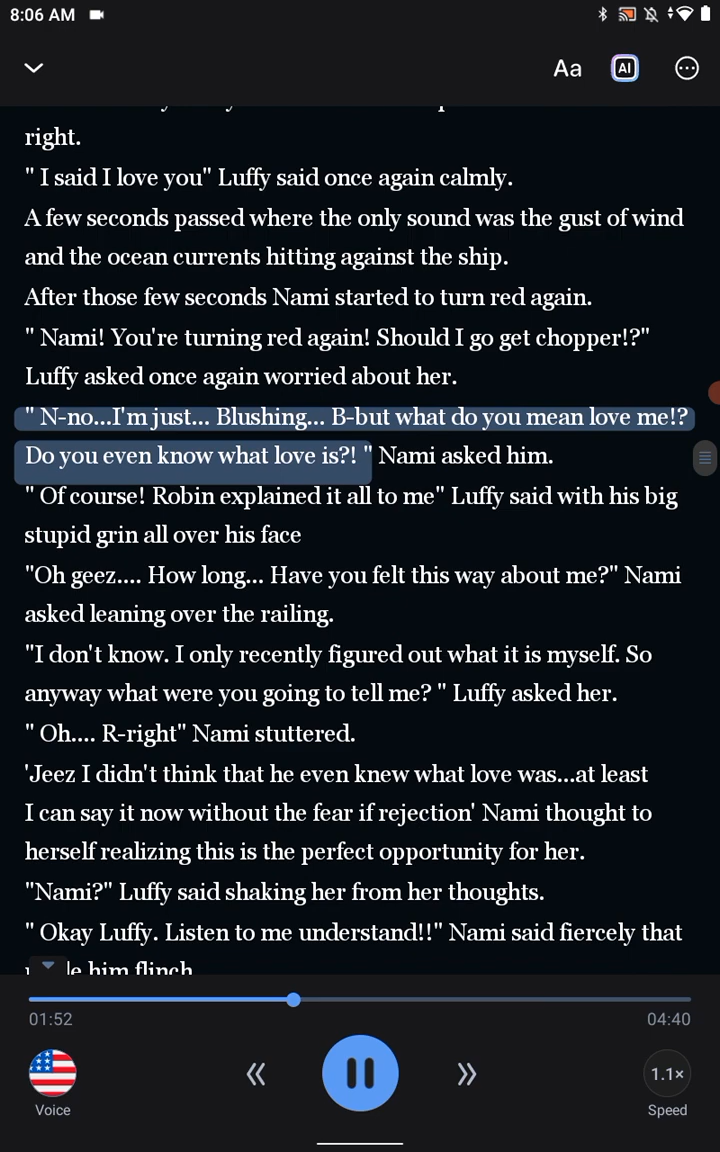 8:06 AM
Aa
AI
right.
" I said I love you" Luffy said once again calmly.
A few seconds passed where the only sound was the gust of wind
and the ocean currents hitting against the ship.
After those few seconds Nami started to turn red again.
" Nami! You're turning red again! Should I go get chopper!?"
Luffy asked once again worried about her.
" N-no...I'm just... Blushing... B-but what do you mean love me!?
Do you even know what love is?! " Nami asked him.
" Of course! Robin explained it all to me" Luffy said with his big
stupid grin all over his face
"Oh geez.... How long... Have you felt this way about me?" Nami
asked leaning over the railing.
"I don't know. I only recently figured out what it is myself. So
anyway what were you going to tell me? " Luffy asked her.
" Oh.... R-right" Nami stuttered.
'Jeez I didn't think that he even knew what love was...at least
I can say it now without the fear if rejection' Nami thought to
herself realizing this is the perfect opportunity for her.
"Nami?" Luffy said shaking her from her thoughts.
" Okay Luffy. Listen to me understand!!" Nami said fiercely that
him flinch
01:52
04:40
1.1×
Voice
Speed